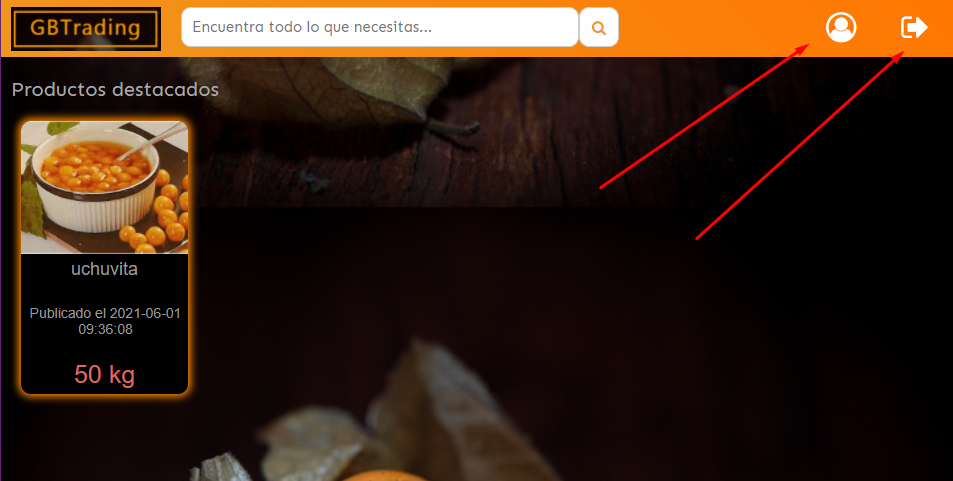 GBTrading
Encuentra todo lo que necesitas...
Productos destacados
uchuvita
Publicado el 2021-06-01
09:36:08
50 kg